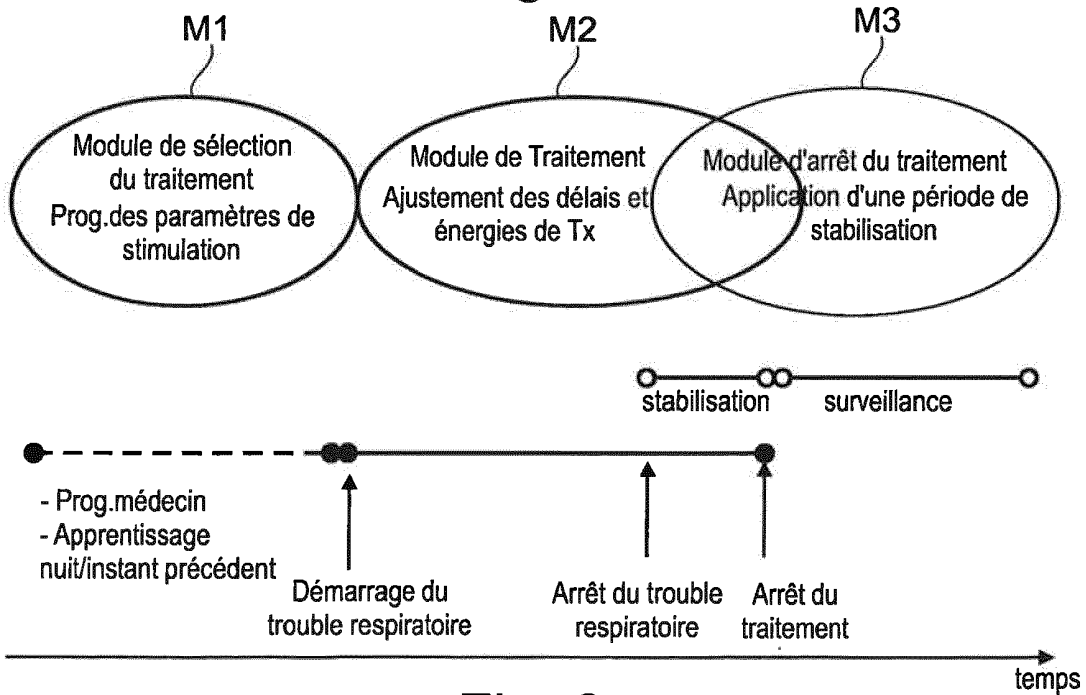 M1
M2
M3
Module de sélection
du traitement
Prog.des paramètres de
stimulation
Module de Traitement
Ajustement des délais et
énergies de Tx
Module d'arrêt du traitement
Application d'une période de
stabilisation
stabilisation
surveillance
- Prog.médecin
- Apprentissage
nuit/instant précédent
Démarrage du
trouble respiratoire
Arrêt du trouble
respiratoire
Arrêt du
traitement
temps